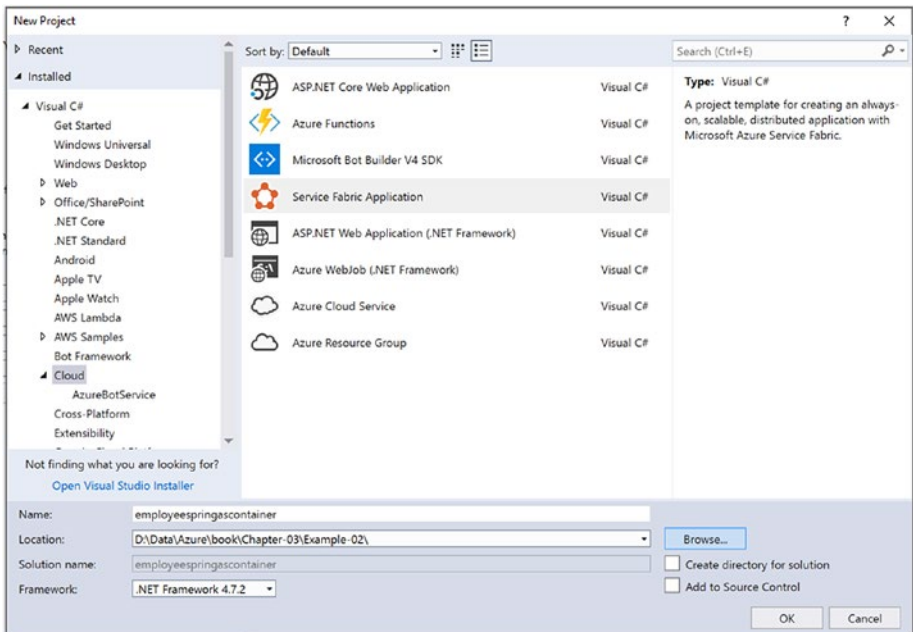 New Project
? ×
Recent
Installed
Visual C#
Get Started
Windows Universal
Windows Desktop
Web
Office/SharePoint
.NET Core
.NET Standard
Android
Apple TV
Apple Watch
AWS Lambda
AWS Samples
Bot Framework
Cloud
AzureBotService
Cross-Platform
Extensibility
Not finding what you are looking for?
Open Visual Studio Installer
Sort by: Default
ASP.NET Core Web Application Visual C#
Azure Functions Visual C#
Microsoft Bot Builder V4 SDK Visual C#
Service Fabric Application Visual C#
ASP.NET Web Application (.NET Framework) Visual C#
Azure WebJob (.NET Framework) Visual C#
Azure Cloud Service Visual C#
Azure Resource Group Visual C#
Search (Ctrl+E)
Type: Visual C#
A project template for creating an always-
on, scalable, distributed application with
Microsoft Azure Service Fabric.
Name: employeespringascontainer
Location: D:\Data\Azure\book\Chapter-03\Example-02\
Browse...
Solution name: employeespringascontainer
Create directory for solution
Framework: .NET Framework 4.7.2
Add to Source Control
OK Cancel